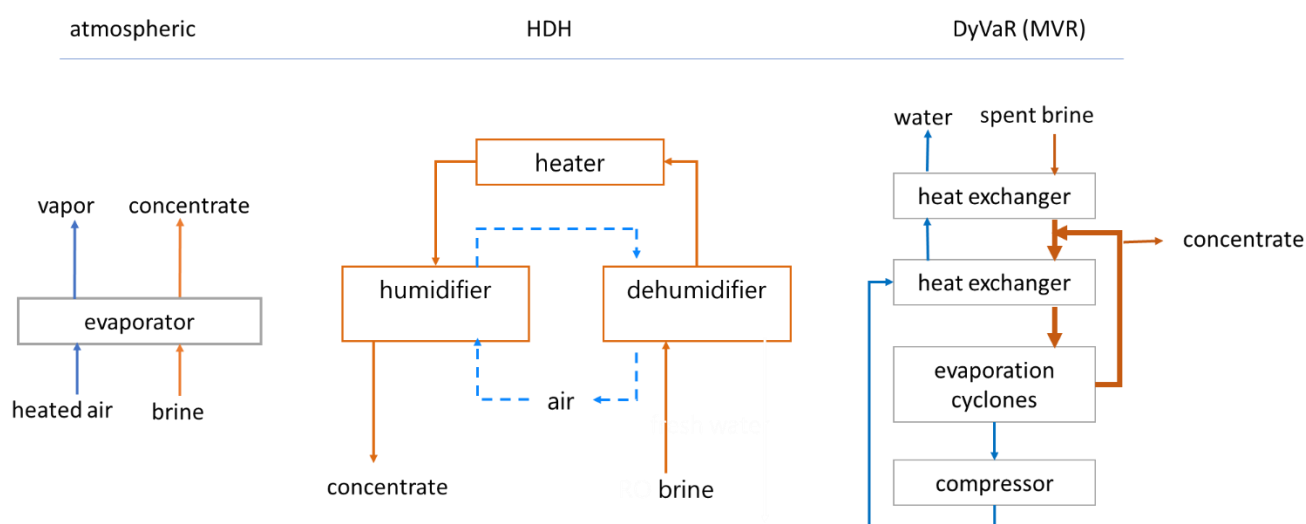 atmospheric
HDH
DyVaR (MVR)
vapor
concentrate
evaporator
heated air
brine
heater
humidifier
dehumidifier
air
concentrate
brine
water
spent brine
heat exchanger
concentrate
heat exchanger
evaporation
cyclones
compressor